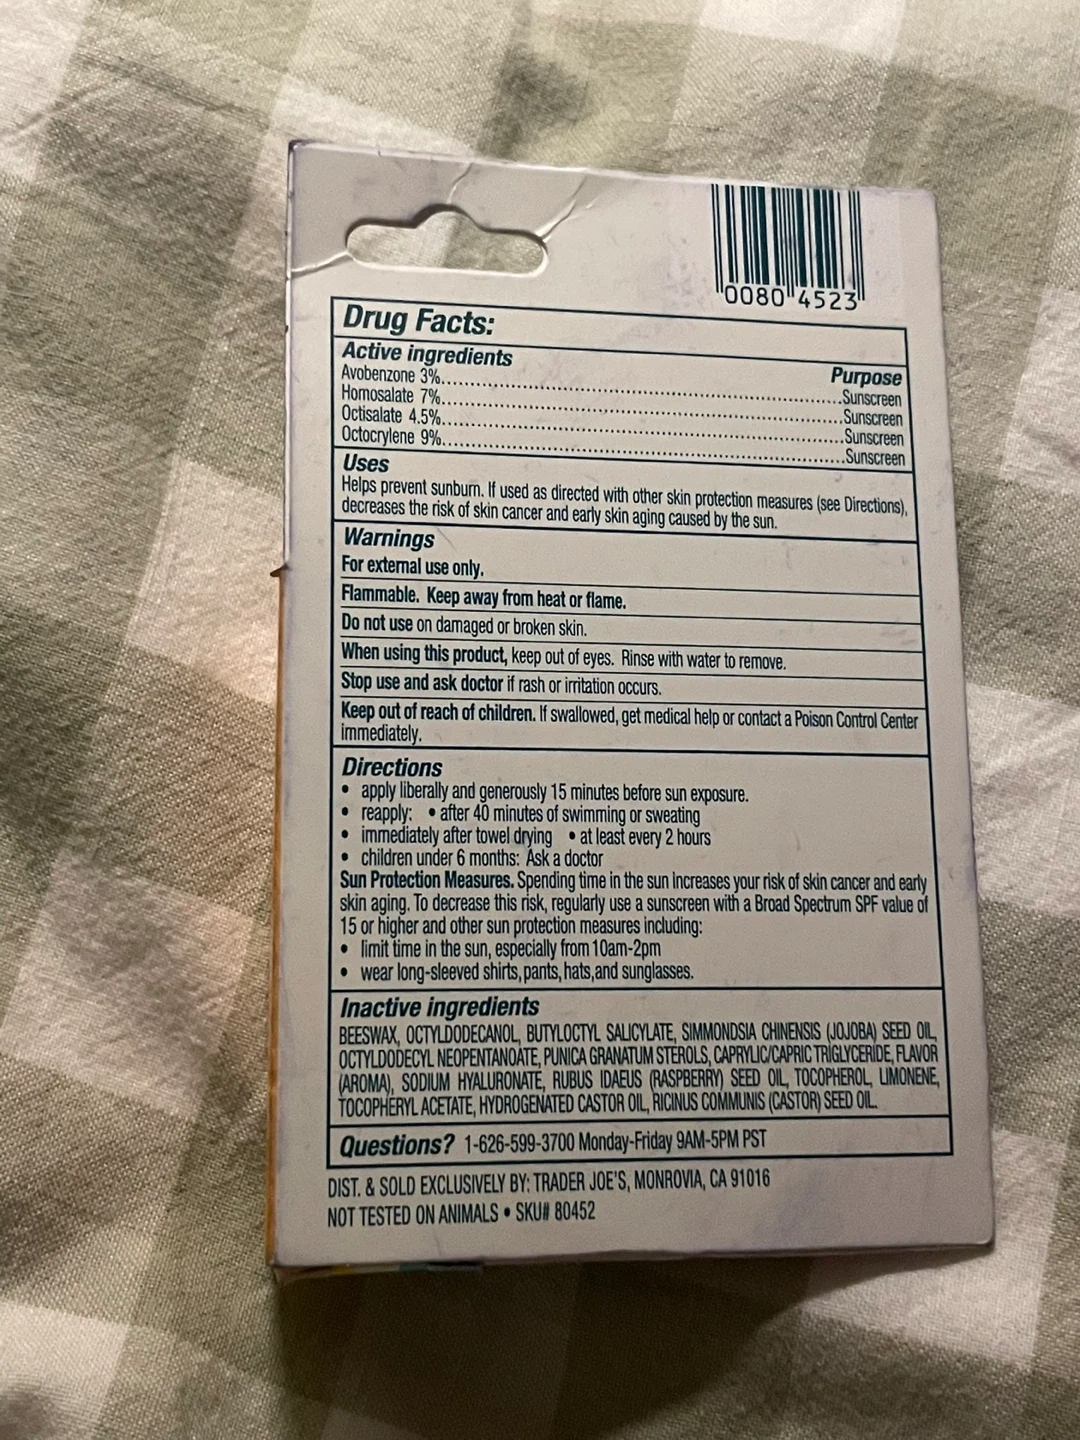 0080 4523
Drug Facts:
Active ingredients Purpose
Avobenzone 3%........................Sunscreen
Homosalate 7%........................Sunscreen
Octisalate 4.5%........................Sunscreen
Octocrylene 9%........................Sunscreen
Uses
Helps prevent sunburn. If used as directed with other skin protection measures (see Directions),
decreases the risk of skin cancer and early skin aging caused by the sun.
Warnings
For external use only.
Flammable. Keep away from heat or flame.
Do not use on damaged or broken skin.
When using this product, keep out of eyes. Rinse with water to remove.
Stop use and ask doctor if rash or irritation occurs.
Keep out of reach of children. If swallowed, get medical help or contact a Poison Control Center
immediately.
Directions
• apply liberally and generously 15 minutes before sun exposure.
• reapply: • after 40 minutes of swimming or sweating
• immediately after towel drying • at least every 2 hours
• children under 6 months: Ask a doctor
Sun Protection Measures. Spending time in the sun increases your risk of skin cancer and early
skin aging. To decrease this risk, regularly use a sunscreen with a Broad Spectrum SPF value of
15 or higher and other sun protection measures including:
• limit time in the sun, especially from 10am-2pm
• wear long-sleeved shirts, pants, hats, and sunglasses.
Inactive ingredients
BEESWAX, OCTYLDODECANOL, BUTYLOCTYL SALICYLATE, SIMMONDSIA CHINENSIS (JOJOBA) SEED OIL,
OCTYLDODECYL NEOPENTANOATE, PUNICA GRANATUM STEROLS, CAPRYLIC/CAPRIC TRIGLYCERIDE, FLAVOR
(AROMA), SODIUM HYALURONATE, RUBUS IDAEUS (RASPBERRY) SEED OIL, TOCOPHEROL, LIMONENE,
TOCOPHERYL ACETATE, HYDROGENATED CASTOR OIL, RICINUS COMMUNIS (CASTOR) SEED OIL.
Questions? 1-626-599-3700 Monday-Friday 9AM-5PM PST
DIST. & SOLD EXCLUSIVELY BY: TRADER JOE'S, MONROVIA, CA 91016
NOT TESTED ON ANIMALS • SKU# 80452